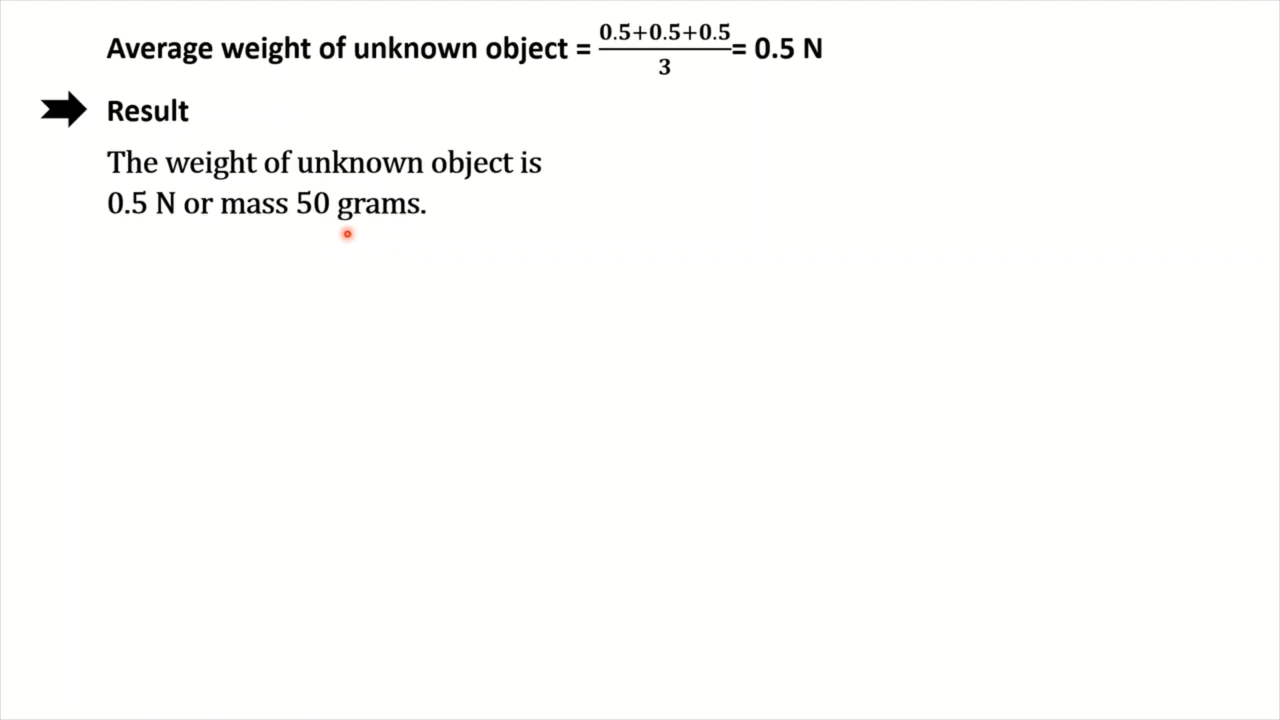 Average weight of unknown object = \frac{0.5+0.5+0.5}{3} = 0.5 N
Result
The weight of unknown object is
0.5 N or mass 50 grams.